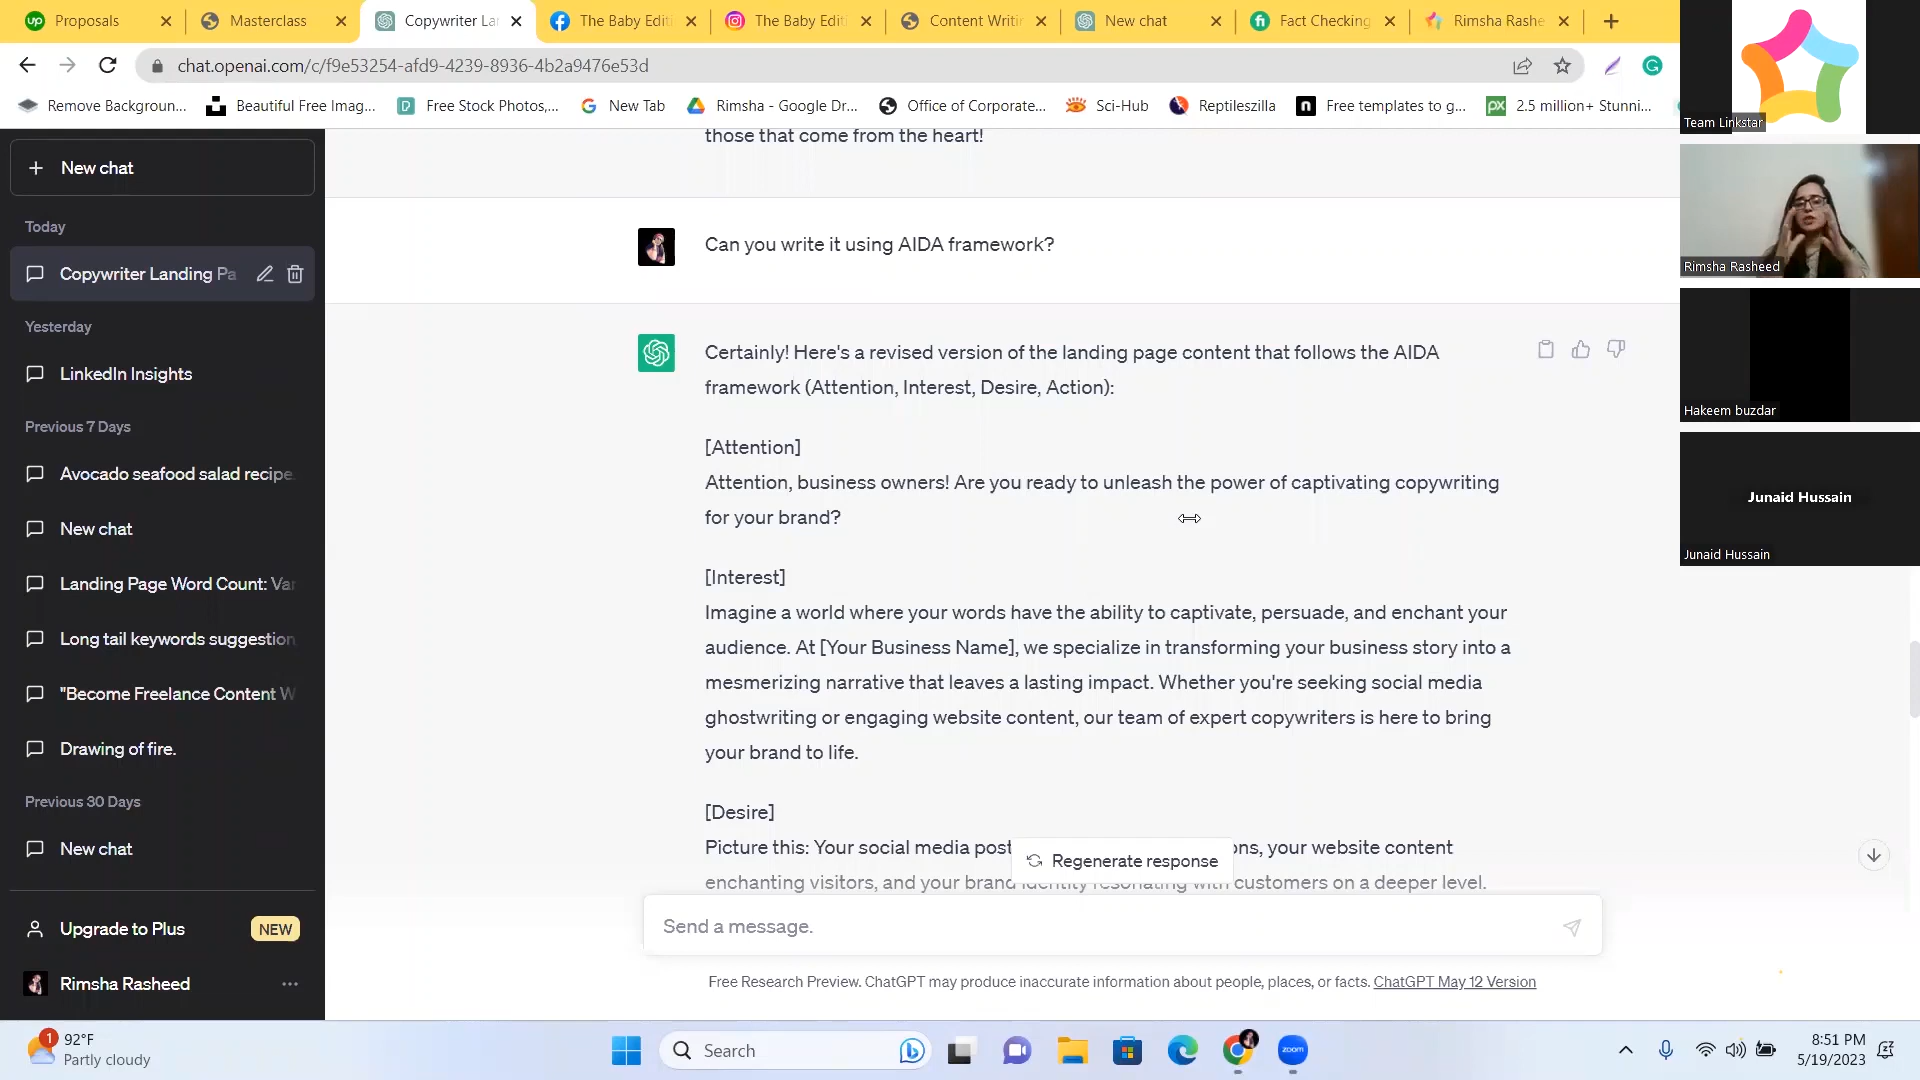 Proposals
Masterclass
Copywriter La
The Baby Editi
The Baby Edi
Content Writi
New chat
Fact Checking
Rimsha Rashe
chat.openai.com/c/f9e53254-afd9-4239-8936-4b2a9476e53d
Remove Backgroun...
Beautiful Free Imag...
Free Stock Photos,...
New Tab
Rimsha - Google Dr...
Office of Corporate...
Sci-Hub
Reptileszilla
Free templates to g...
2.5 million+ Stunni...
New chat
Today
Copywriter Landing Pa
Yesterday
LinkedIn Insights
Previous 7 Days
Avocado seafood salad recipe.
New chat
Landing Page Word Count: Var
Long tail keywords suggestion
"Become Freelance Content W
Drawing of fire.
Previous 30 Days
New chat
Upgrade to Plus
NEW
Rimsha Rasheed
those that come from the heart!
Can you write it using AIDA framework?
Certainly! Here's a revised version of the landing page content that follows the AIDA
framework (Attention, Interest, Desire, Action):
[Attention]
Attention, business owners! Are you ready to unleash the power of captivating copywriting
for your brand?
[Interest]
Imagine a world where your words have the ability to captivate, persuade, and enchant your
audience. At [Your Business Name], we specialize in transforming your business story into a
mesmerizing narrative that leaves a lasting impact. Whether you're seeking social media
ghostwriting or engaging website content, our team of expert copywriters is here to bring
your brand to life.
[Desire]
Picture this: Your social media post ons, your website content
enchanting visitors, and your brand identity resonating with customers on a deeper level.
Regenerate response
Send a message.
Free Research Preview. ChatGPT may produce inaccurate information about people, places, or facts. ChatGPT May 12 Version
Team Linkstar
Rimsha Rasheed
Hakeem buzdar
Junaid Hussain
Junaid Hussain
1
92°F
Partly cloudy
Search
zoom
8:51 PM
5/19/2023